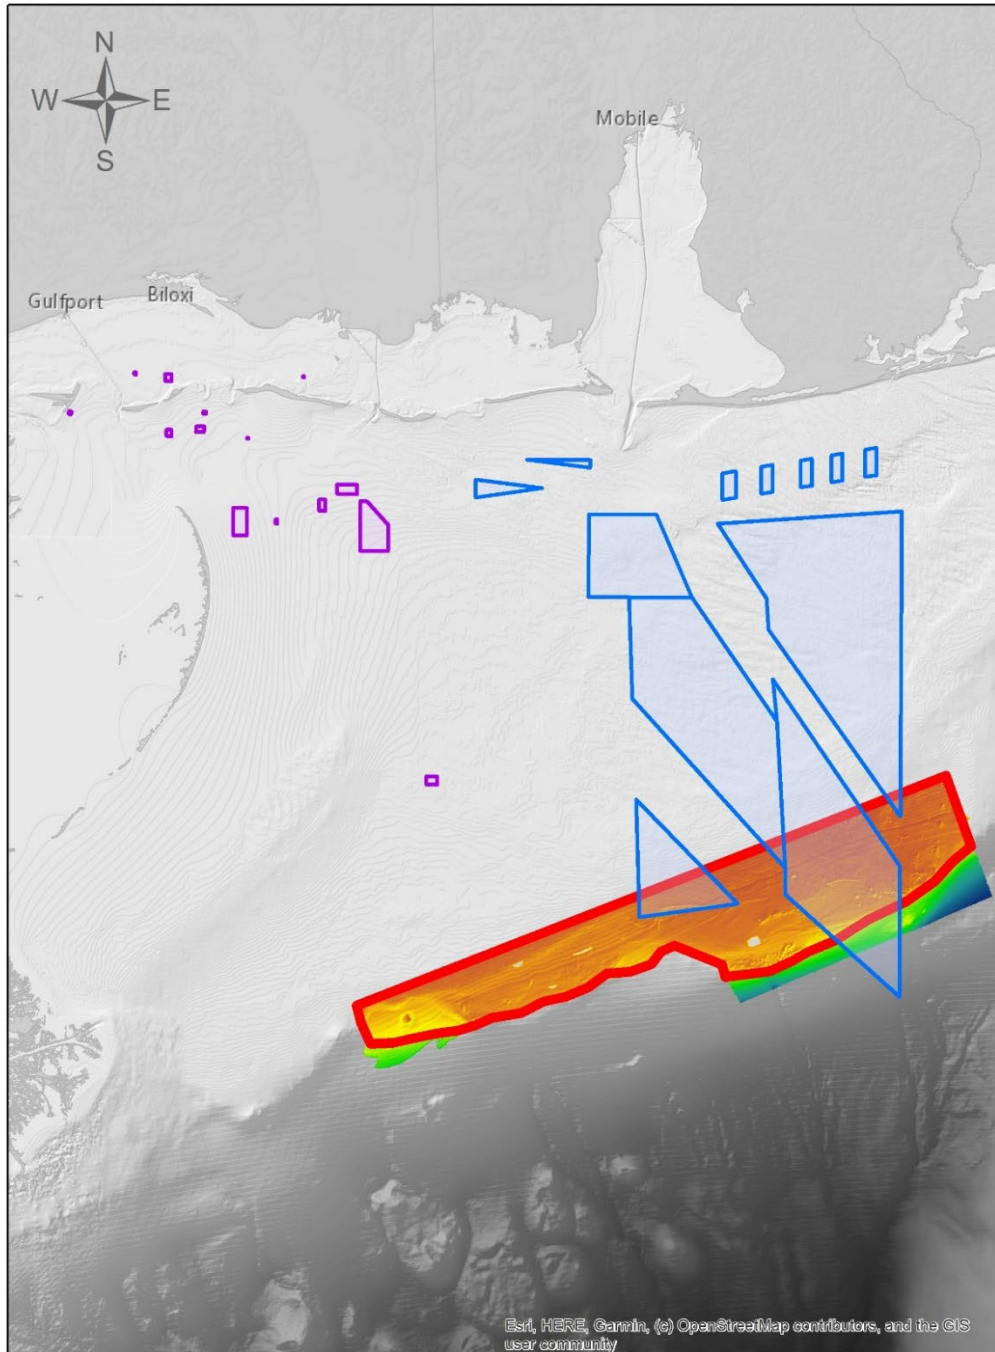 N
W E
S
Mobile
Biloxi
Gulfport
Esri, HERE, Garmin, (c) OpenStreetMap contributors, and the GIS
user community